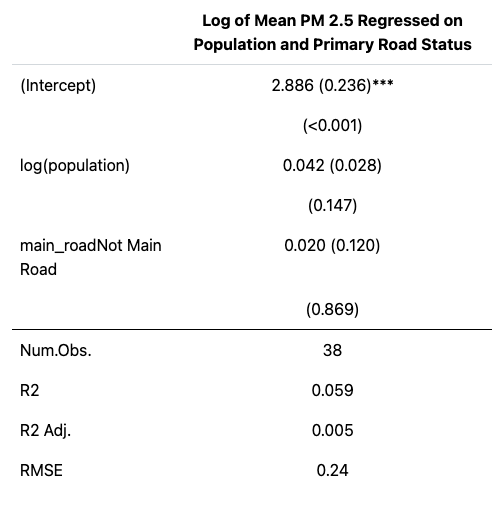 Log of Mean PM 2.5 Regressed on
Population and Primary Road Status
(Intercept) 2.886 (0.236)***
(<0.001)
log(population) 0.042 (0.028)
(0.147)
main_roadNot Main 0.020 (0.120)
Road
(0.869)
Num.Obs. 38
R2 0.059
R2 Adj. 0.005
RMSE 0.24